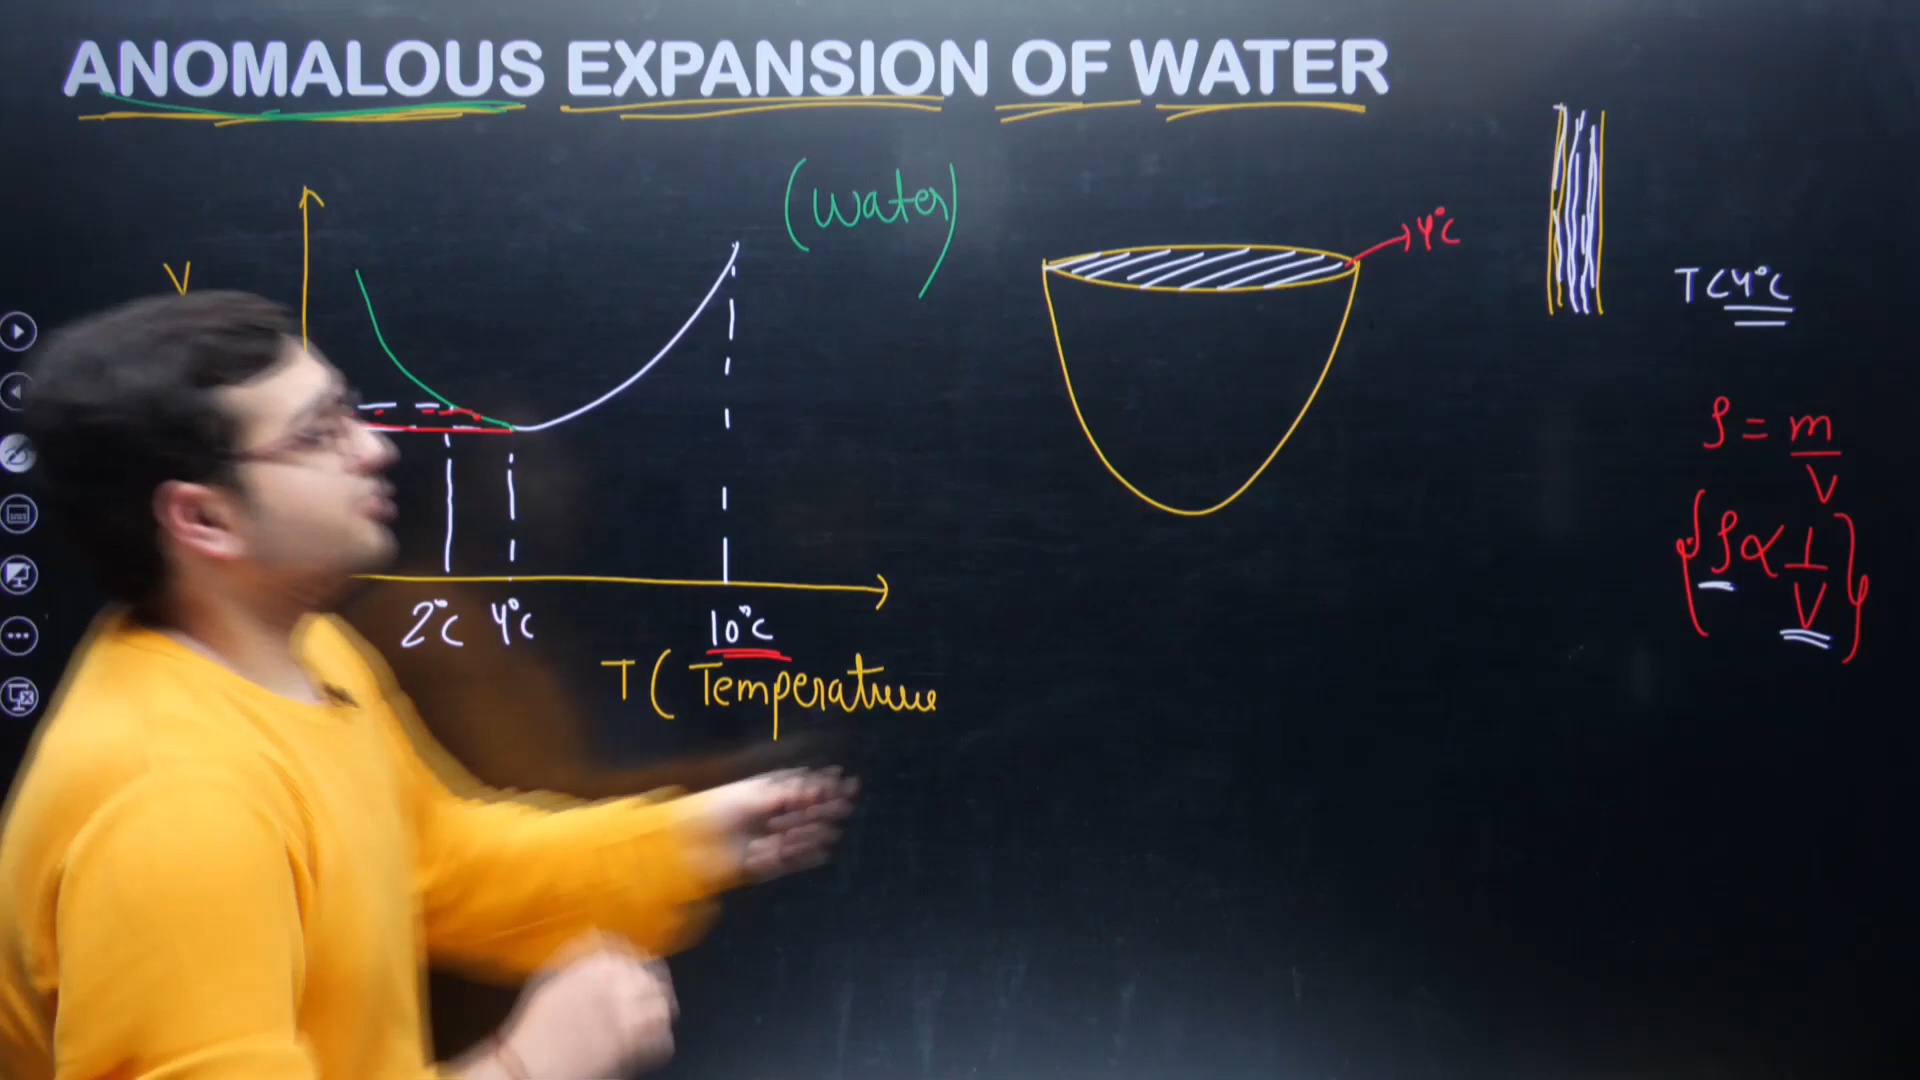 ANOMALOUS EXPANSION OF WATER
(Water)
V
4°C
T<4°C
ρ = m/V
{ρ ∝ 1/V}
2°C 4°C 10°C
T (Temperature